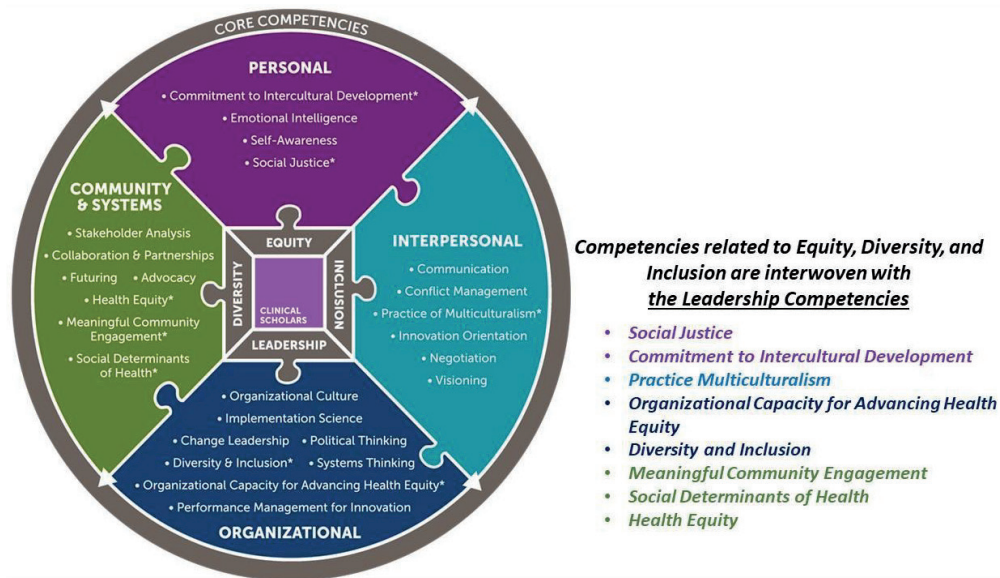 CORE COMPETENCIES
PERSONAL
• Commitment to Intercultural Development*
• Emotional Intelligence
• Self-Awareness
• Social Justice*
COMMUNITY
& SYSTEMS
• Stakeholder Analysis
• Collaboration & Partnerships
• Futuring • Advocacy
• Health Equity*
• Meaningful Community
Engagement*
• Social Determinants
of Health*
EQUITY
DIVERSITY
INCLUSION
CLINICAL
SCHOLARS
LEADERSHIP
INTERPERSONAL
• Communication
• Conflict Management
• Practice of Multiculturalism*
• Innovation Orientation
• Negotiation
• Visioning
• Organizational Culture
• Implementation Science
• Change Leadership • Political Thinking
• Diversity & Inclusion* • Systems Thinking
• Organizational Capacity for Advancing Health Equity*
• Performance Management for Innovation
ORGANIZATIONAL
Competencies related to Equity, Diversity, and
Inclusion are interwoven with
the Leadership Competencies
• Social Justice
• Commitment to Intercultural Development
• Practice Multiculturalism
• Organizational Capacity for Advancing Health
Equity
• Diversity and Inclusion
• Meaningful Community Engagement
• Social Determinants of Health
• Health Equity